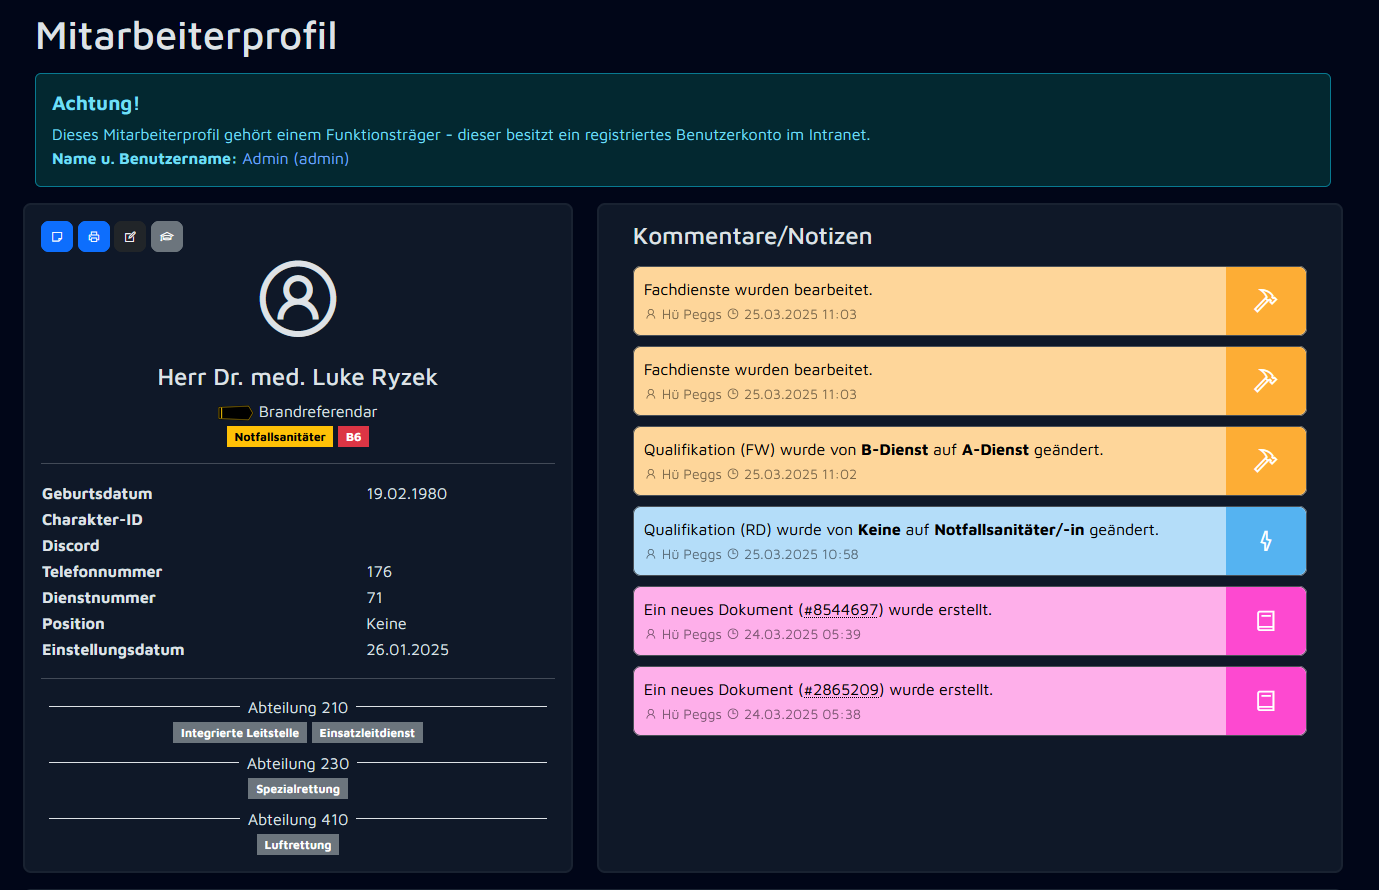 Mitarbeiterprofil
Achtung!
Dieses Mitarbeiterprofil gehört einem Funktionsträger - dieser besitzt ein registriertes Benutzerkonto im Intranet.
Name u. Benutzername: Admin (admin)
Herr Dr. med. Luke Ryzek
Brandreferendar
Notfallsanitäter B6
Geburtsdatum 19.02.1980
Charakter-ID
Discord
Telefonnummer 176
Dienstnummer 71
Position Keine
Einstellungsdatum 26.01.2025
Abteilung 210
Integrierte Leitstelle Einsatzleitdienst
Abteilung 230
Spezialrettung
Abteilung 410
Luftrettung
Kommentare/Notizen
Fachdienste wurden bearbeitet.
Hü Peggs 25.03.2025 11:03
Fachdienste wurden bearbeitet.
Hü Peggs 25.03.2025 11:03
Qualifikation (FW) wurde von B-Dienst auf A-Dienst geändert.
Hü Peggs 25.03.2025 11:02
Qualifikation (RD) wurde von Keine auf Notfallsanitäter/-in geändert.
Hü Peggs 25.03.2025 10:58
Ein neues Dokument (#8544697) wurde erstellt.
Hü Peggs 24.03.2025 05:39
Ein neues Dokument (#2865209) wurde erstellt.
Hü Peggs 24.03.2025 05:38